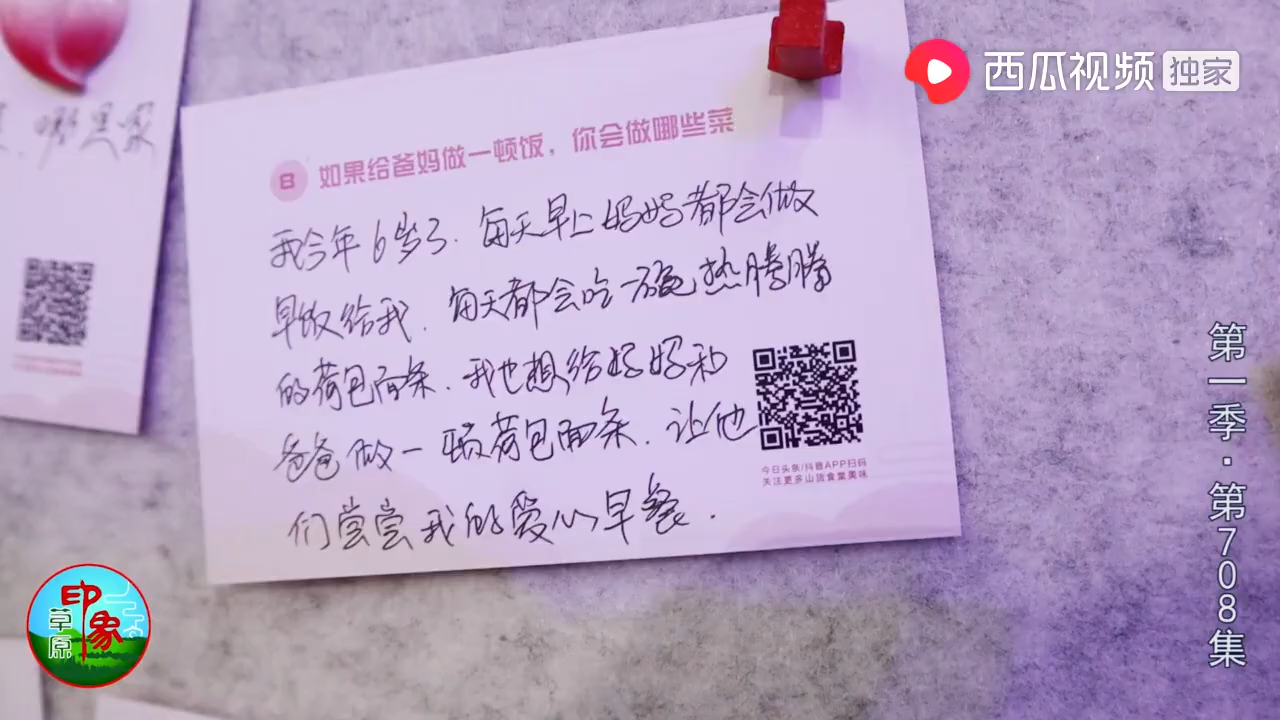 西瓜视频 独家
8 如果给爸妈做一顿饭，你会做哪些菜
我今年6岁了.每天早上妈妈都会做
早饭给我.每天都会吃一碗热腾腾
的荷包面条.我也想给妈妈和
爸爸做一顿荷包面条.让他
们尝尝我的爱心早餐.
今日头条/抖音APP扫码
关注更多山货食堂美味
第一季·第708集
印象
草原